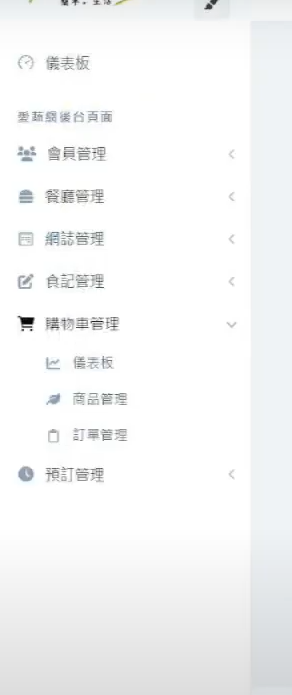 儀表板
愛蔬網後台頁面
會員管理
餐廳管理
網誌管理
食記管理
購物車管理
儀表板
商品管理
訂單管理
預訂管理